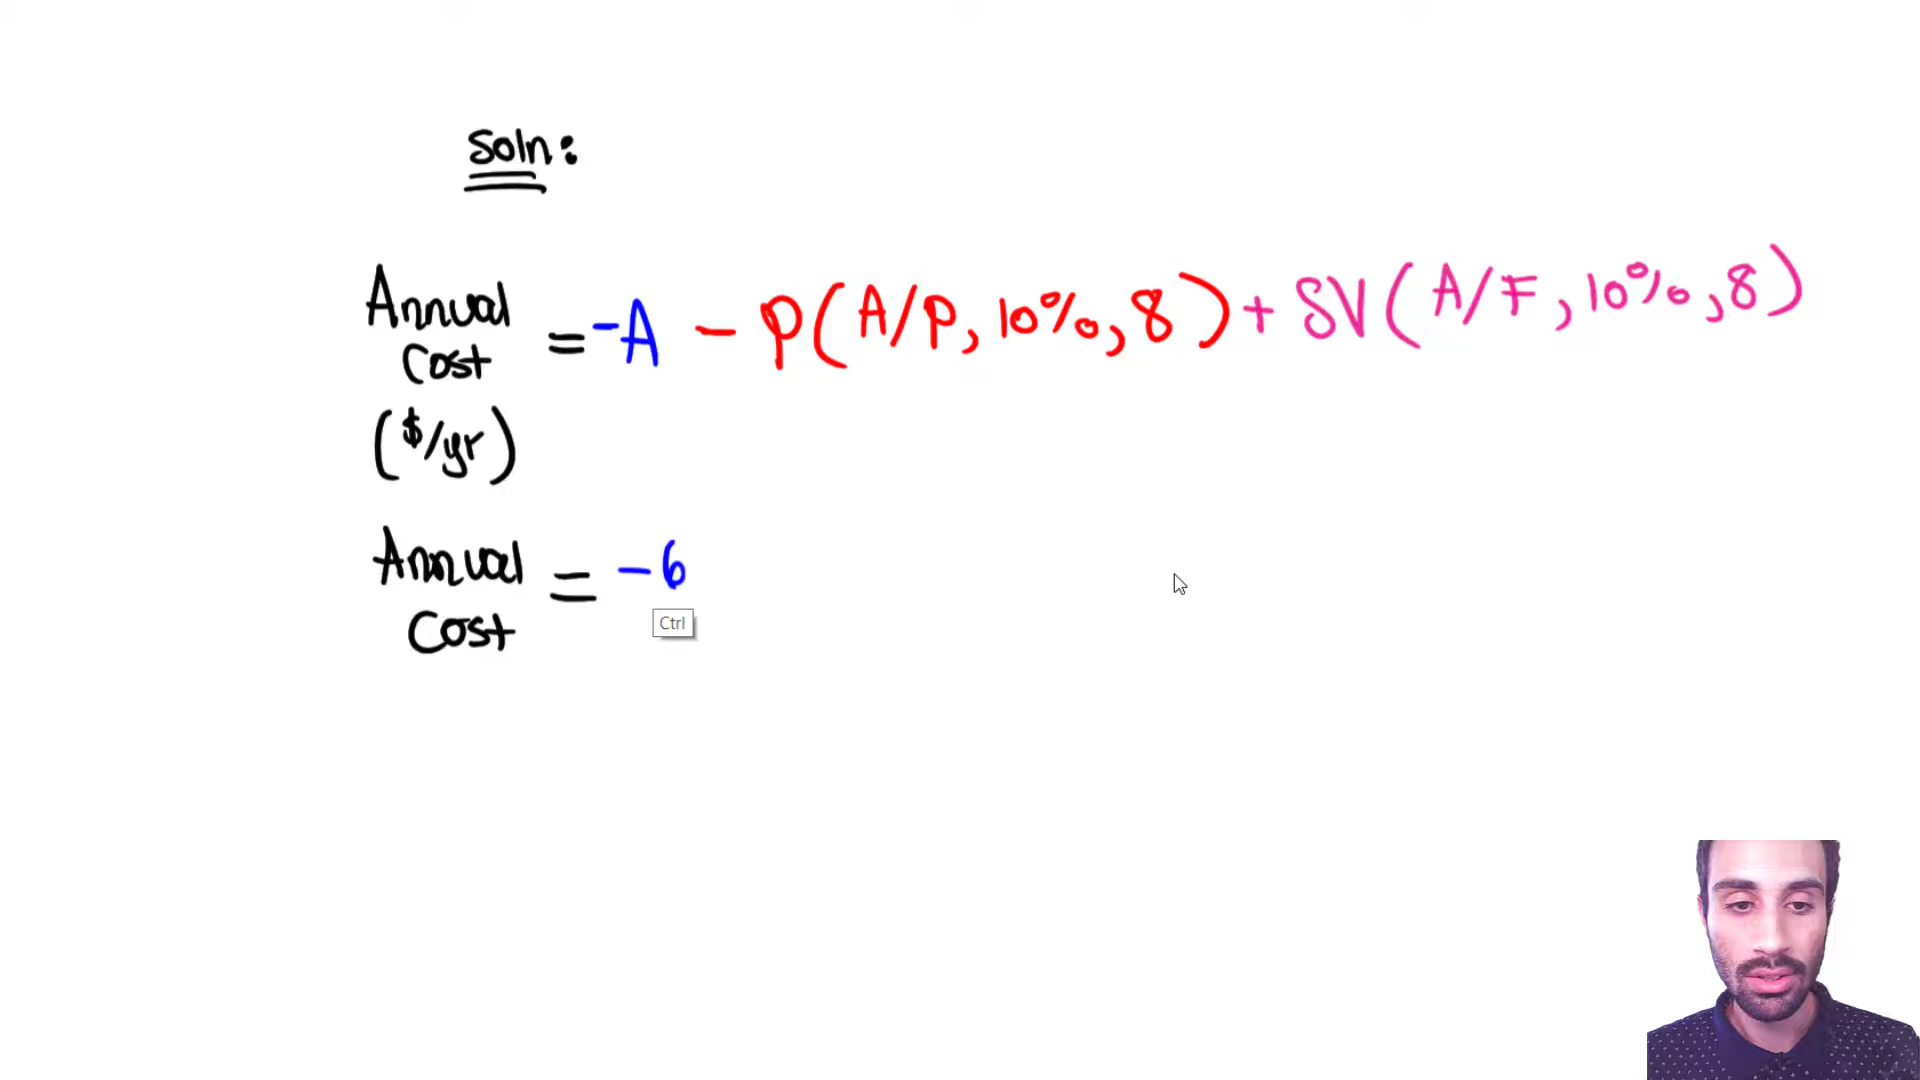 Soln:
Annual Cost ($/yr) = -A - P(A/P, 10%, 8) + SV(A/F, 10%, 8)
Annual Cost = -6
Ctrl